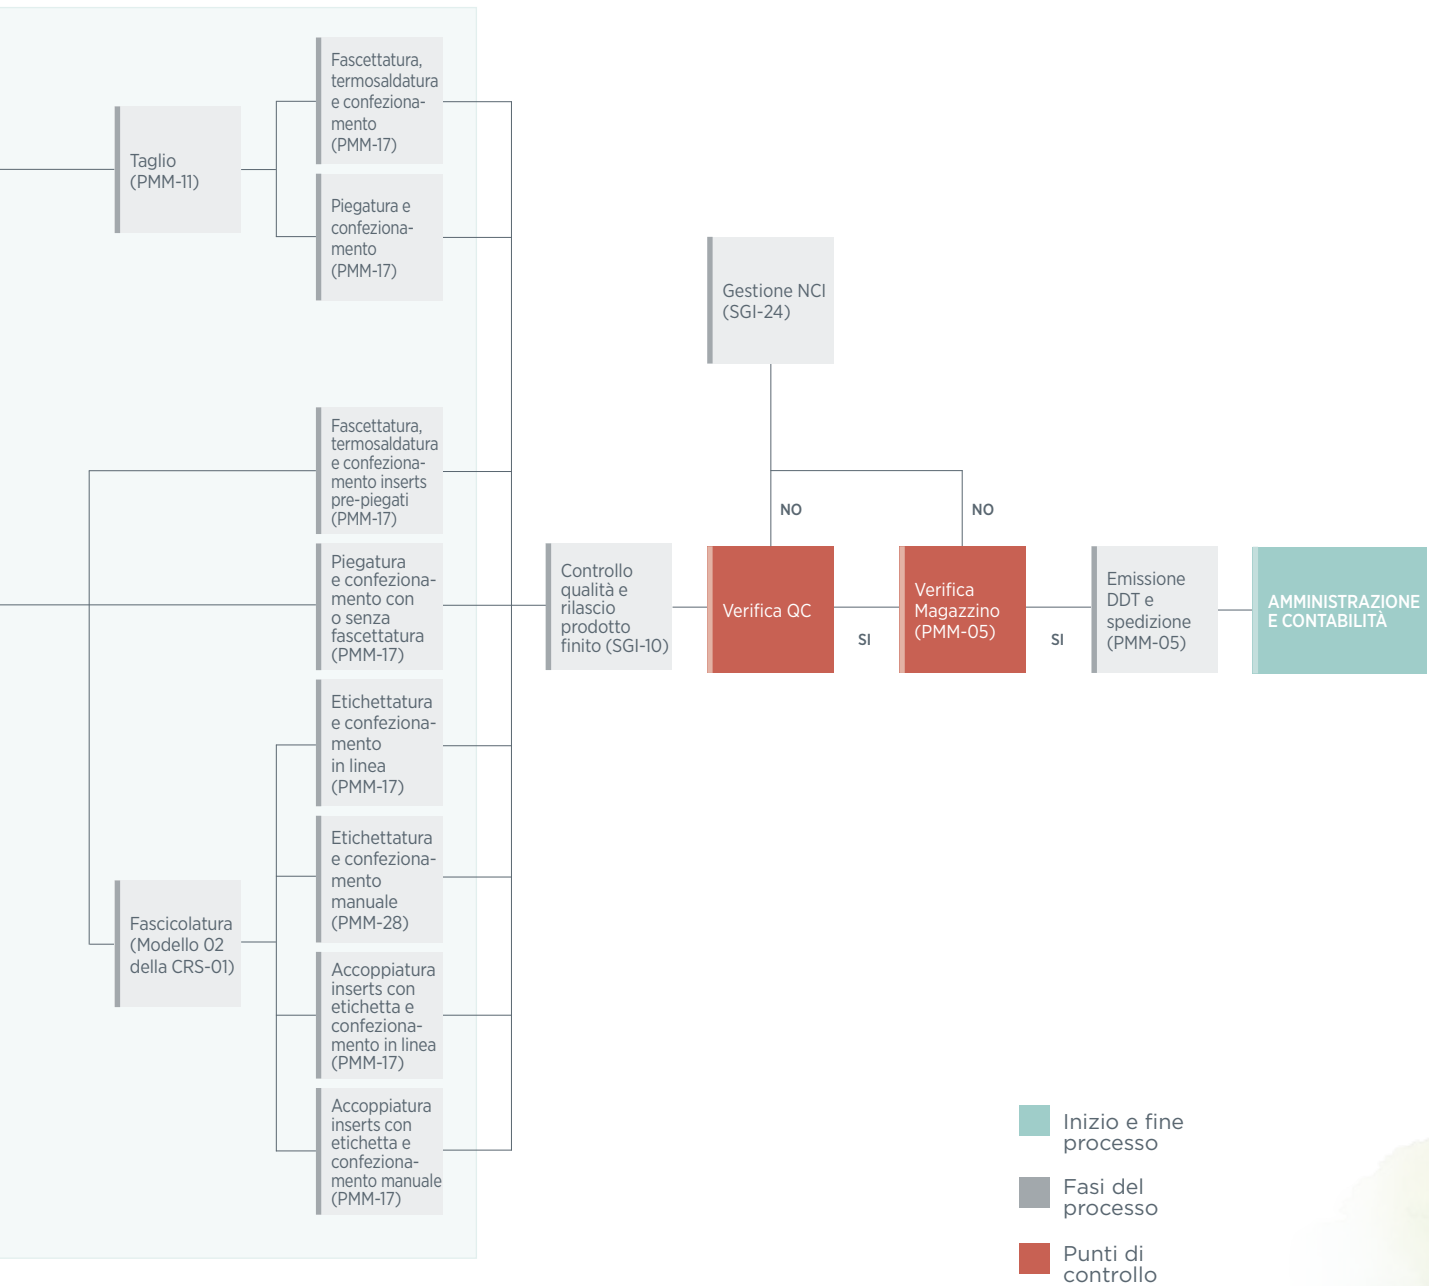 Fascettatura,
termosaldatura
e confeziona-
mento
(PMM-17)
Taglio
(PMM-11)
Piegatura e
confeziona-
mento
(PMM-17)
Gestione NCI
(SGI-24)
Fascettatura,
termosaldatura
e confeziona-
mento inserts
pre-piegati
(PMM-17)
NO
NO
Piegatura
e confeziona-
mento con
o senza
fascettatura
(PMM-17)
Controllo
qualità e
rilascio
prodotto
finito (SGI-10)
Verifica QC
SI
Verifica
Magazzino
(PMM-05)
SI
Emissione
DDT e
spedizione
(PMM-05)
AMMINISTRAZIONE
E CONTABILITÀ
Etichettatura
e confeziona-
mento
in linea
(PMM-17)
Etichettatura
e confeziona-
mento
manuale
(PMM-28)
Fascicolatura
(Modello 02
della CRS-01)
Accoppiatura
inserts con
etichetta e
confeziona-
mento in linea
(PMM-17)
Accoppiatura
inserts con
etichetta e
confeziona-
mento manuale
(PMM-17)
Inizio e fine
processo
Fasi del
processo
Punti di
controllo